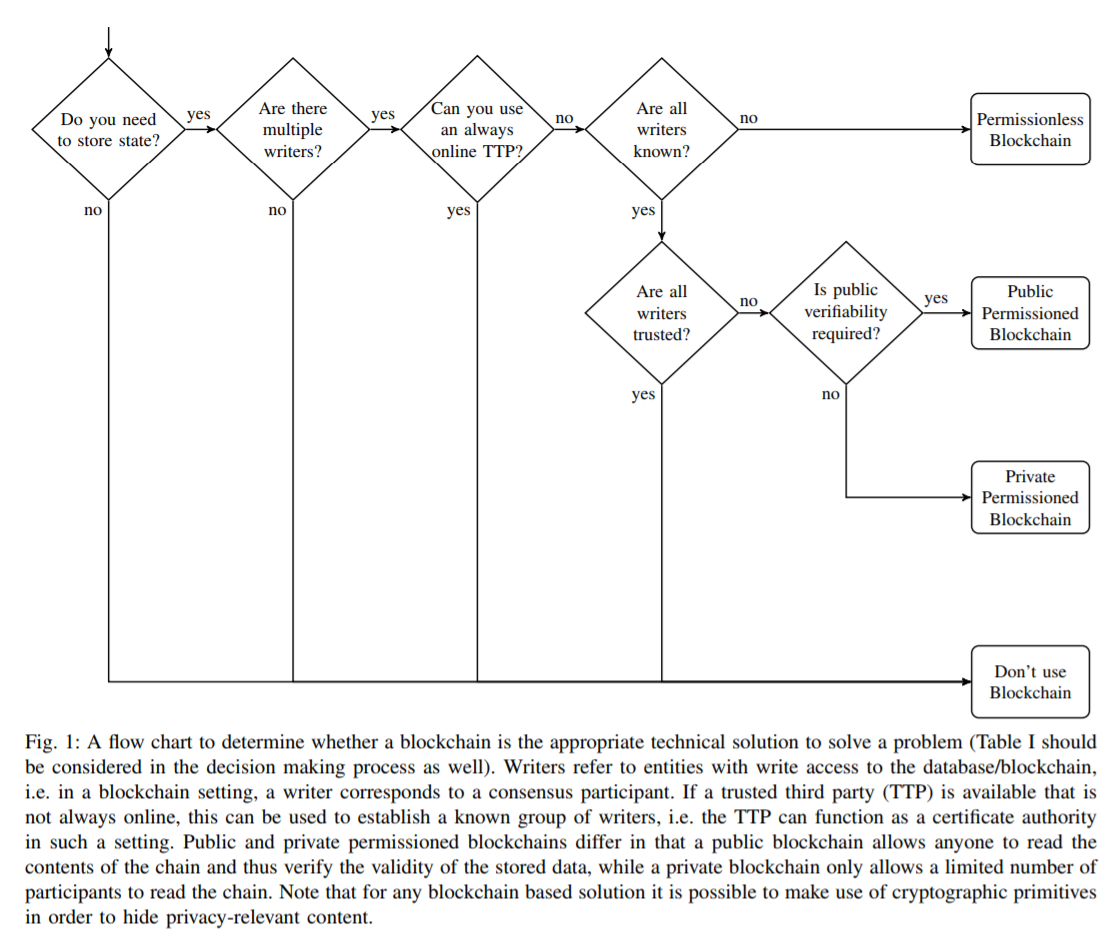 Do you need
to store state?
yes
no
Are there
multiple
writers?
yes
no
Can you use
an always
online TTP?
no
yes
Are all
writers
known?
no
yes
Permissionless
Blockchain
Are all
writers
trusted?
no
yes
Is public
verifiability
required?
yes
no
Public
Permissioned
Blockchain
Private
Permissioned
Blockchain
Don't use
Blockchain
Fig. 1: A flow chart to determine whether a blockchain is the appropriate technical solution to solve a problem (Table I should
be considered in the decision making process as well). Writers refer to entities with write access to the database/blockchain,
i.e. in a blockchain setting, a writer corresponds to a consensus participant. If a trusted third party (TTP) is available that is
not always online, this can be used to establish a known group of writers, i.e. the TTP can function as a certificate authority
in such a setting. Public and private permissioned blockchains differ in that a public blockchain allows anyone to read the
contents of the chain and thus verify the validity of the stored data, while a private blockchain only allows a limited number of
participants to read the chain. Note that for any blockchain based solution it is possible to make use of cryptographic primitives
in order to hide privacy-relevant content.